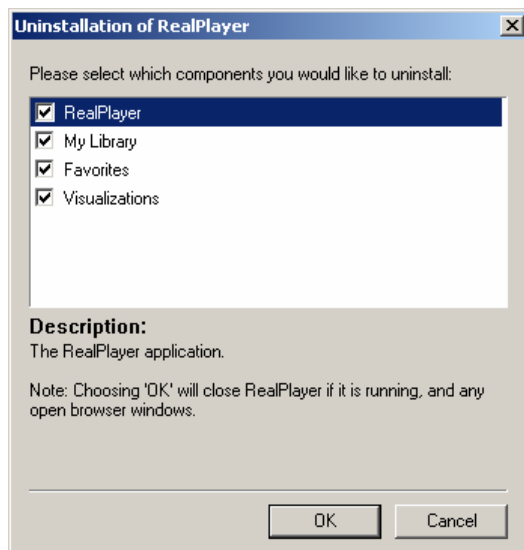 Uninstallation of RealPlayer
Please select which components you would like to uninstall:
RealPlayer
My Library
Favorites
Visualizations
Description:
The RealPlayer application.
Note: Choosing 'OK' will close RealPlayer if it is running, and any
open browser windows.
OK Cancel